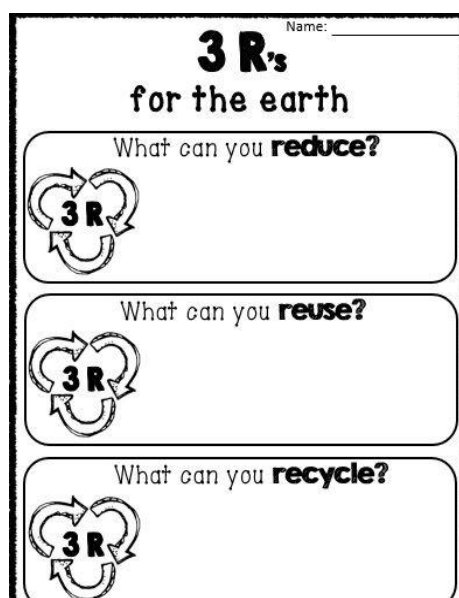 Name:
3 R's
for the earth
What can you reduce?
3 R
What can you reuse?
3 R
What can you recycle?
3 R